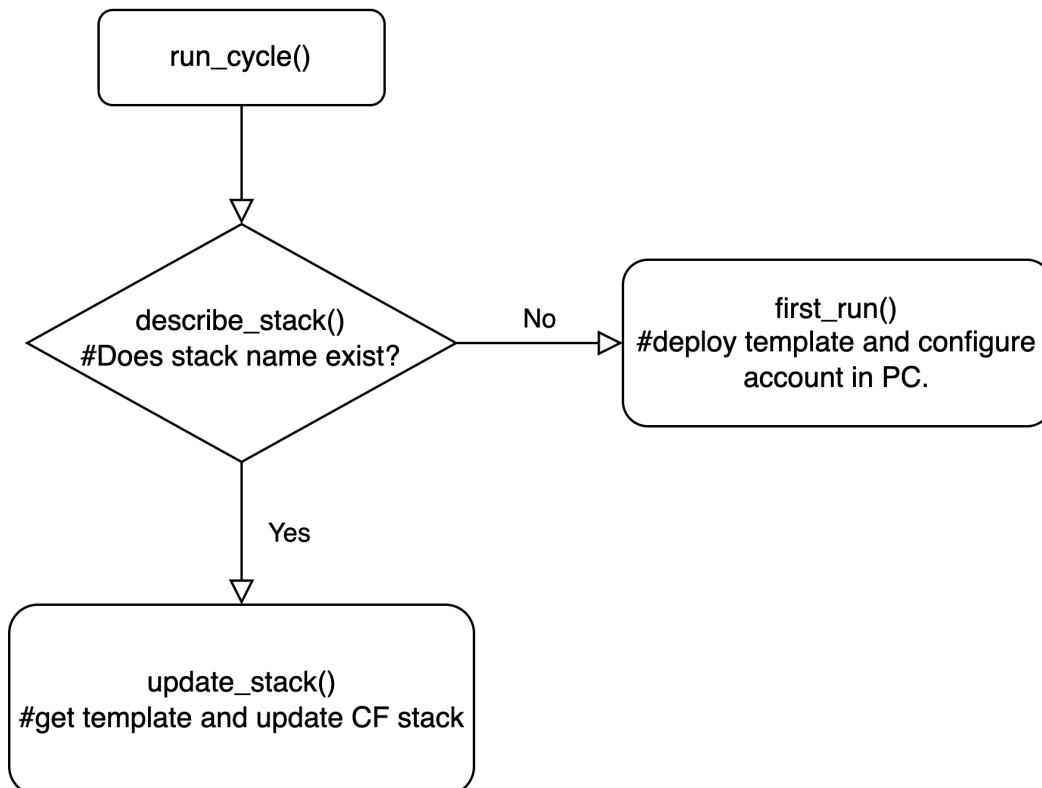 run_cycle()
describe_stack()
#Does stack name exist?
No
first_run()
#deploy template and configure
account in PC.
Yes
update_stack()
#get template and update CF stack